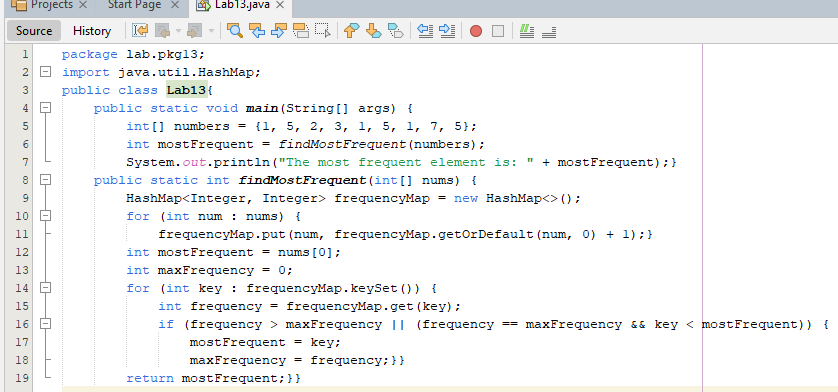 Projects × Start Page × Lab13.java ×
Source History
1 package lab.pkg13;
2 import java.util.HashMap;
3 public class Lab13{
4     public static void main(String[] args) {
5         int[] numbers = {1, 5, 2, 3, 1, 5, 1, 7, 5};
6         int mostFrequent = findMostFrequent(numbers);
7         System.out.println("The most frequent element is: " + mostFrequent);}
8     public static int findMostFrequent(int[] nums) {
9         HashMap<Integer, Integer> frequencyMap = new HashMap<>();
10         for (int num : nums) {
11             frequencyMap.put(num, frequencyMap.getOrDefault(num, 0) + 1);}
12         int mostFrequent = nums[0];
13         int maxFrequency = 0;
14         for (int key : frequencyMap.keySet()) {
15             int frequency = frequencyMap.get(key);
16             if (frequency > maxFrequency || (frequency == maxFrequency && key < mostFrequent)) {
17                 mostFrequent = key;
18                 maxFrequency = frequency;}}
19         return mostFrequent;}}